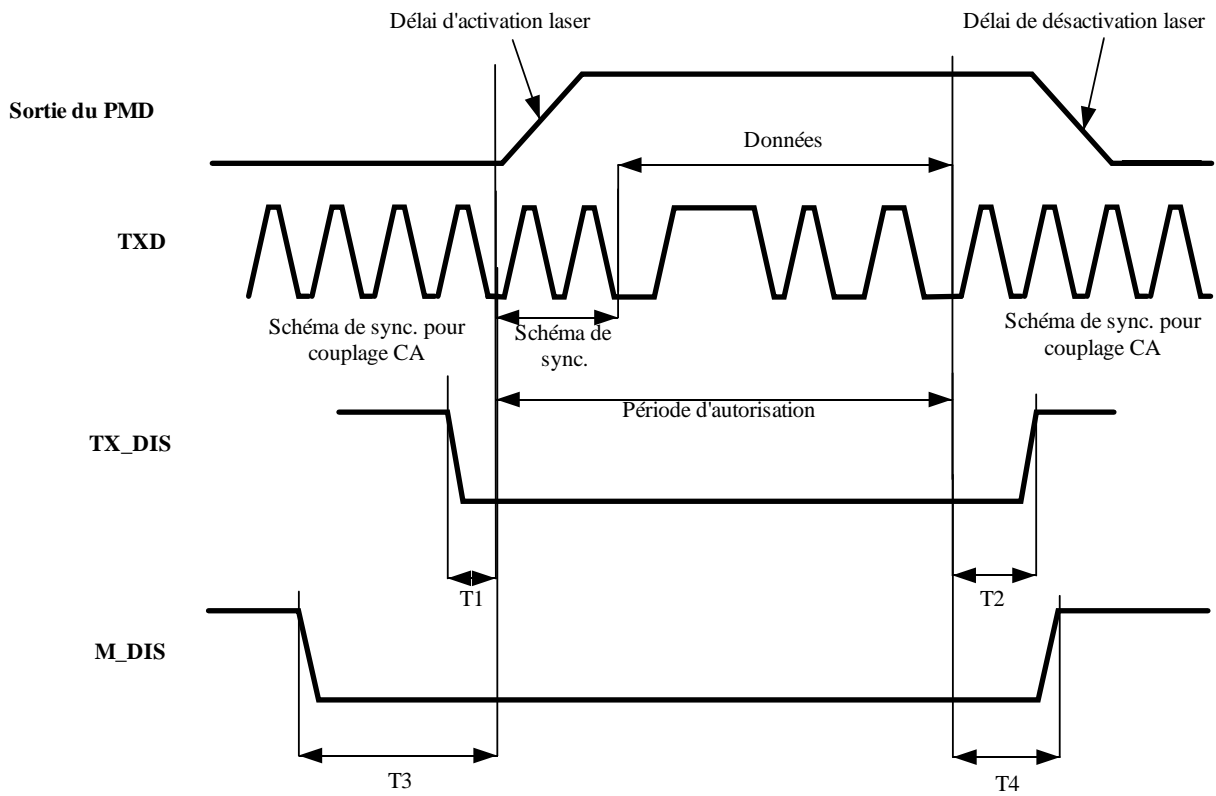 Délai d'activation laser
Délai de désactivation laser
Sortie du PMD
Données
TXD
Schéma de sync. pour
couplage CA
Schéma de
sync.
Schéma de sync. pour
couplage CA
Période d'autorisation
TX_DIS
T1
T2
M_DIS
T3
T4